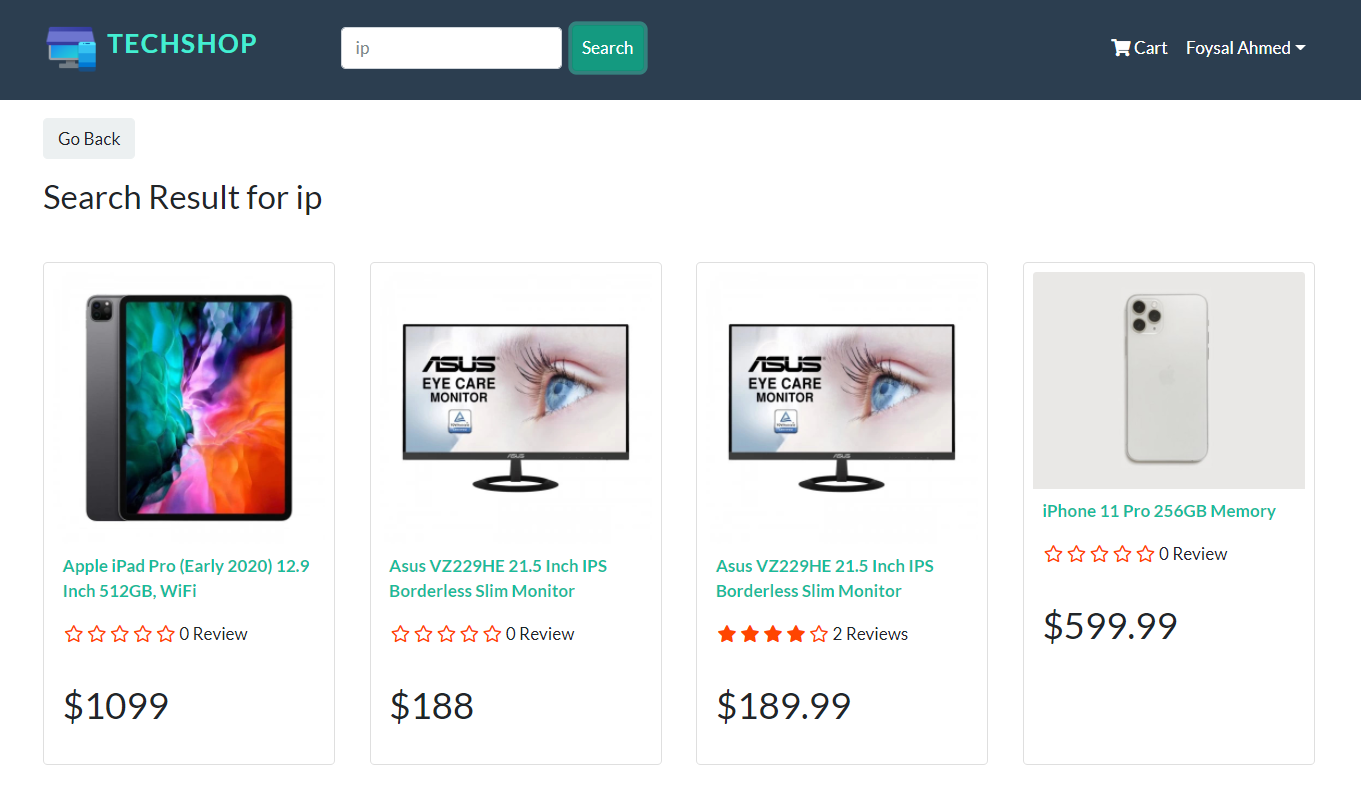 TECHSHOP
ip
Search
Cart
Foysal Ahmed
Go Back
Search Result for ip
ASUS
EYE CARE
MONITOR
ASUS
Apple iPad Pro (Early 2020) 12.9
Inch 512GB, WiFi
0 Review
$1099
Asus VZ229HE 21.5 Inch IPS
Borderless Slim Monitor
0 Review
$188
ASUS
EYE CARE
MONITOR
ASUS
Asus VZ229HE 21.5 Inch IPS
Borderless Slim Monitor
2 Reviews
$189.99
iPhone 11 Pro 256GB Memory
0 Review
$599.99